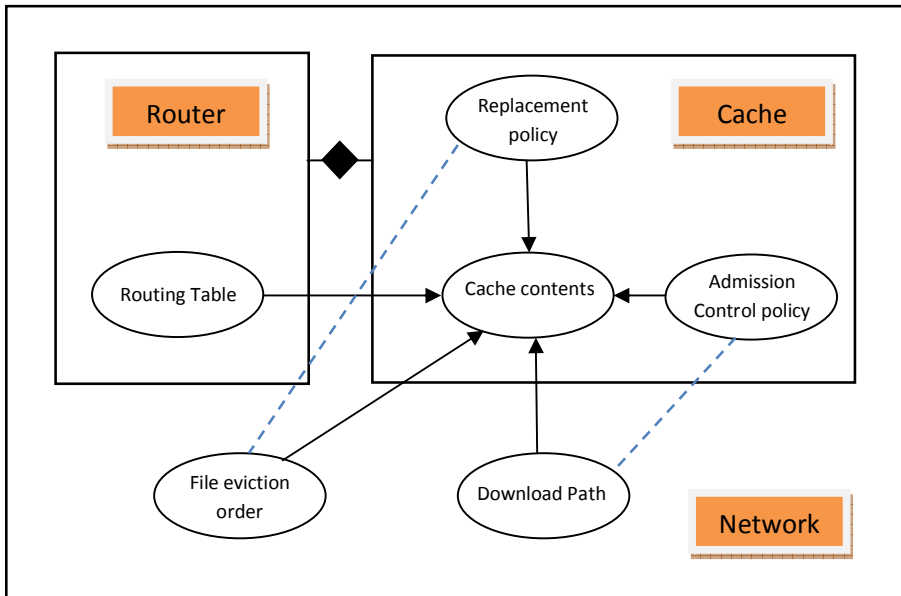 Router
Replacement
policy
Cache
Routing Table
Cache contents
Admission
Control policy
File eviction
order
Download Path
Network